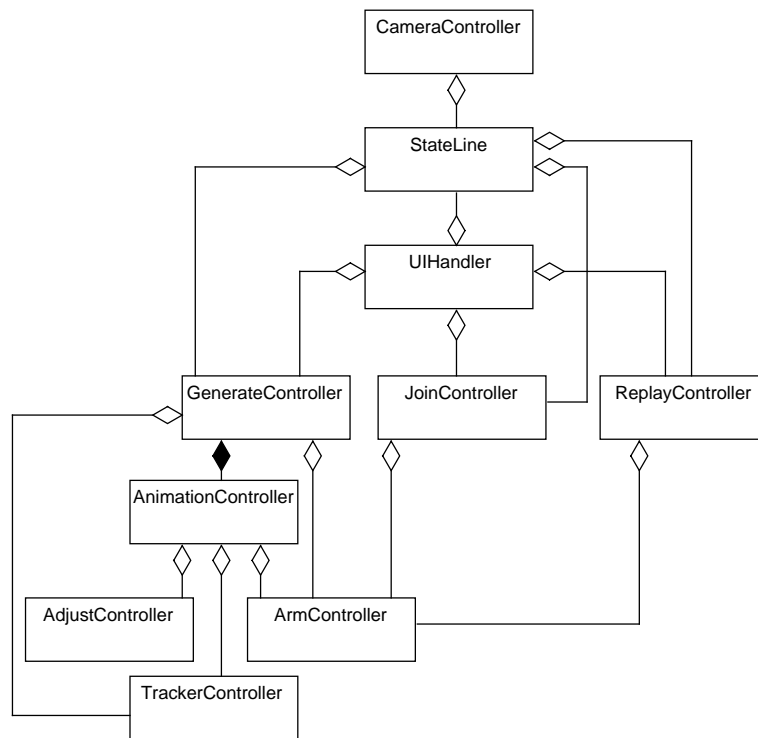 CameraController
StateLine
UIHandler
GenerateController
JoinController
ReplayController
AnimationController
AdjustController
ArmController
TrackerController